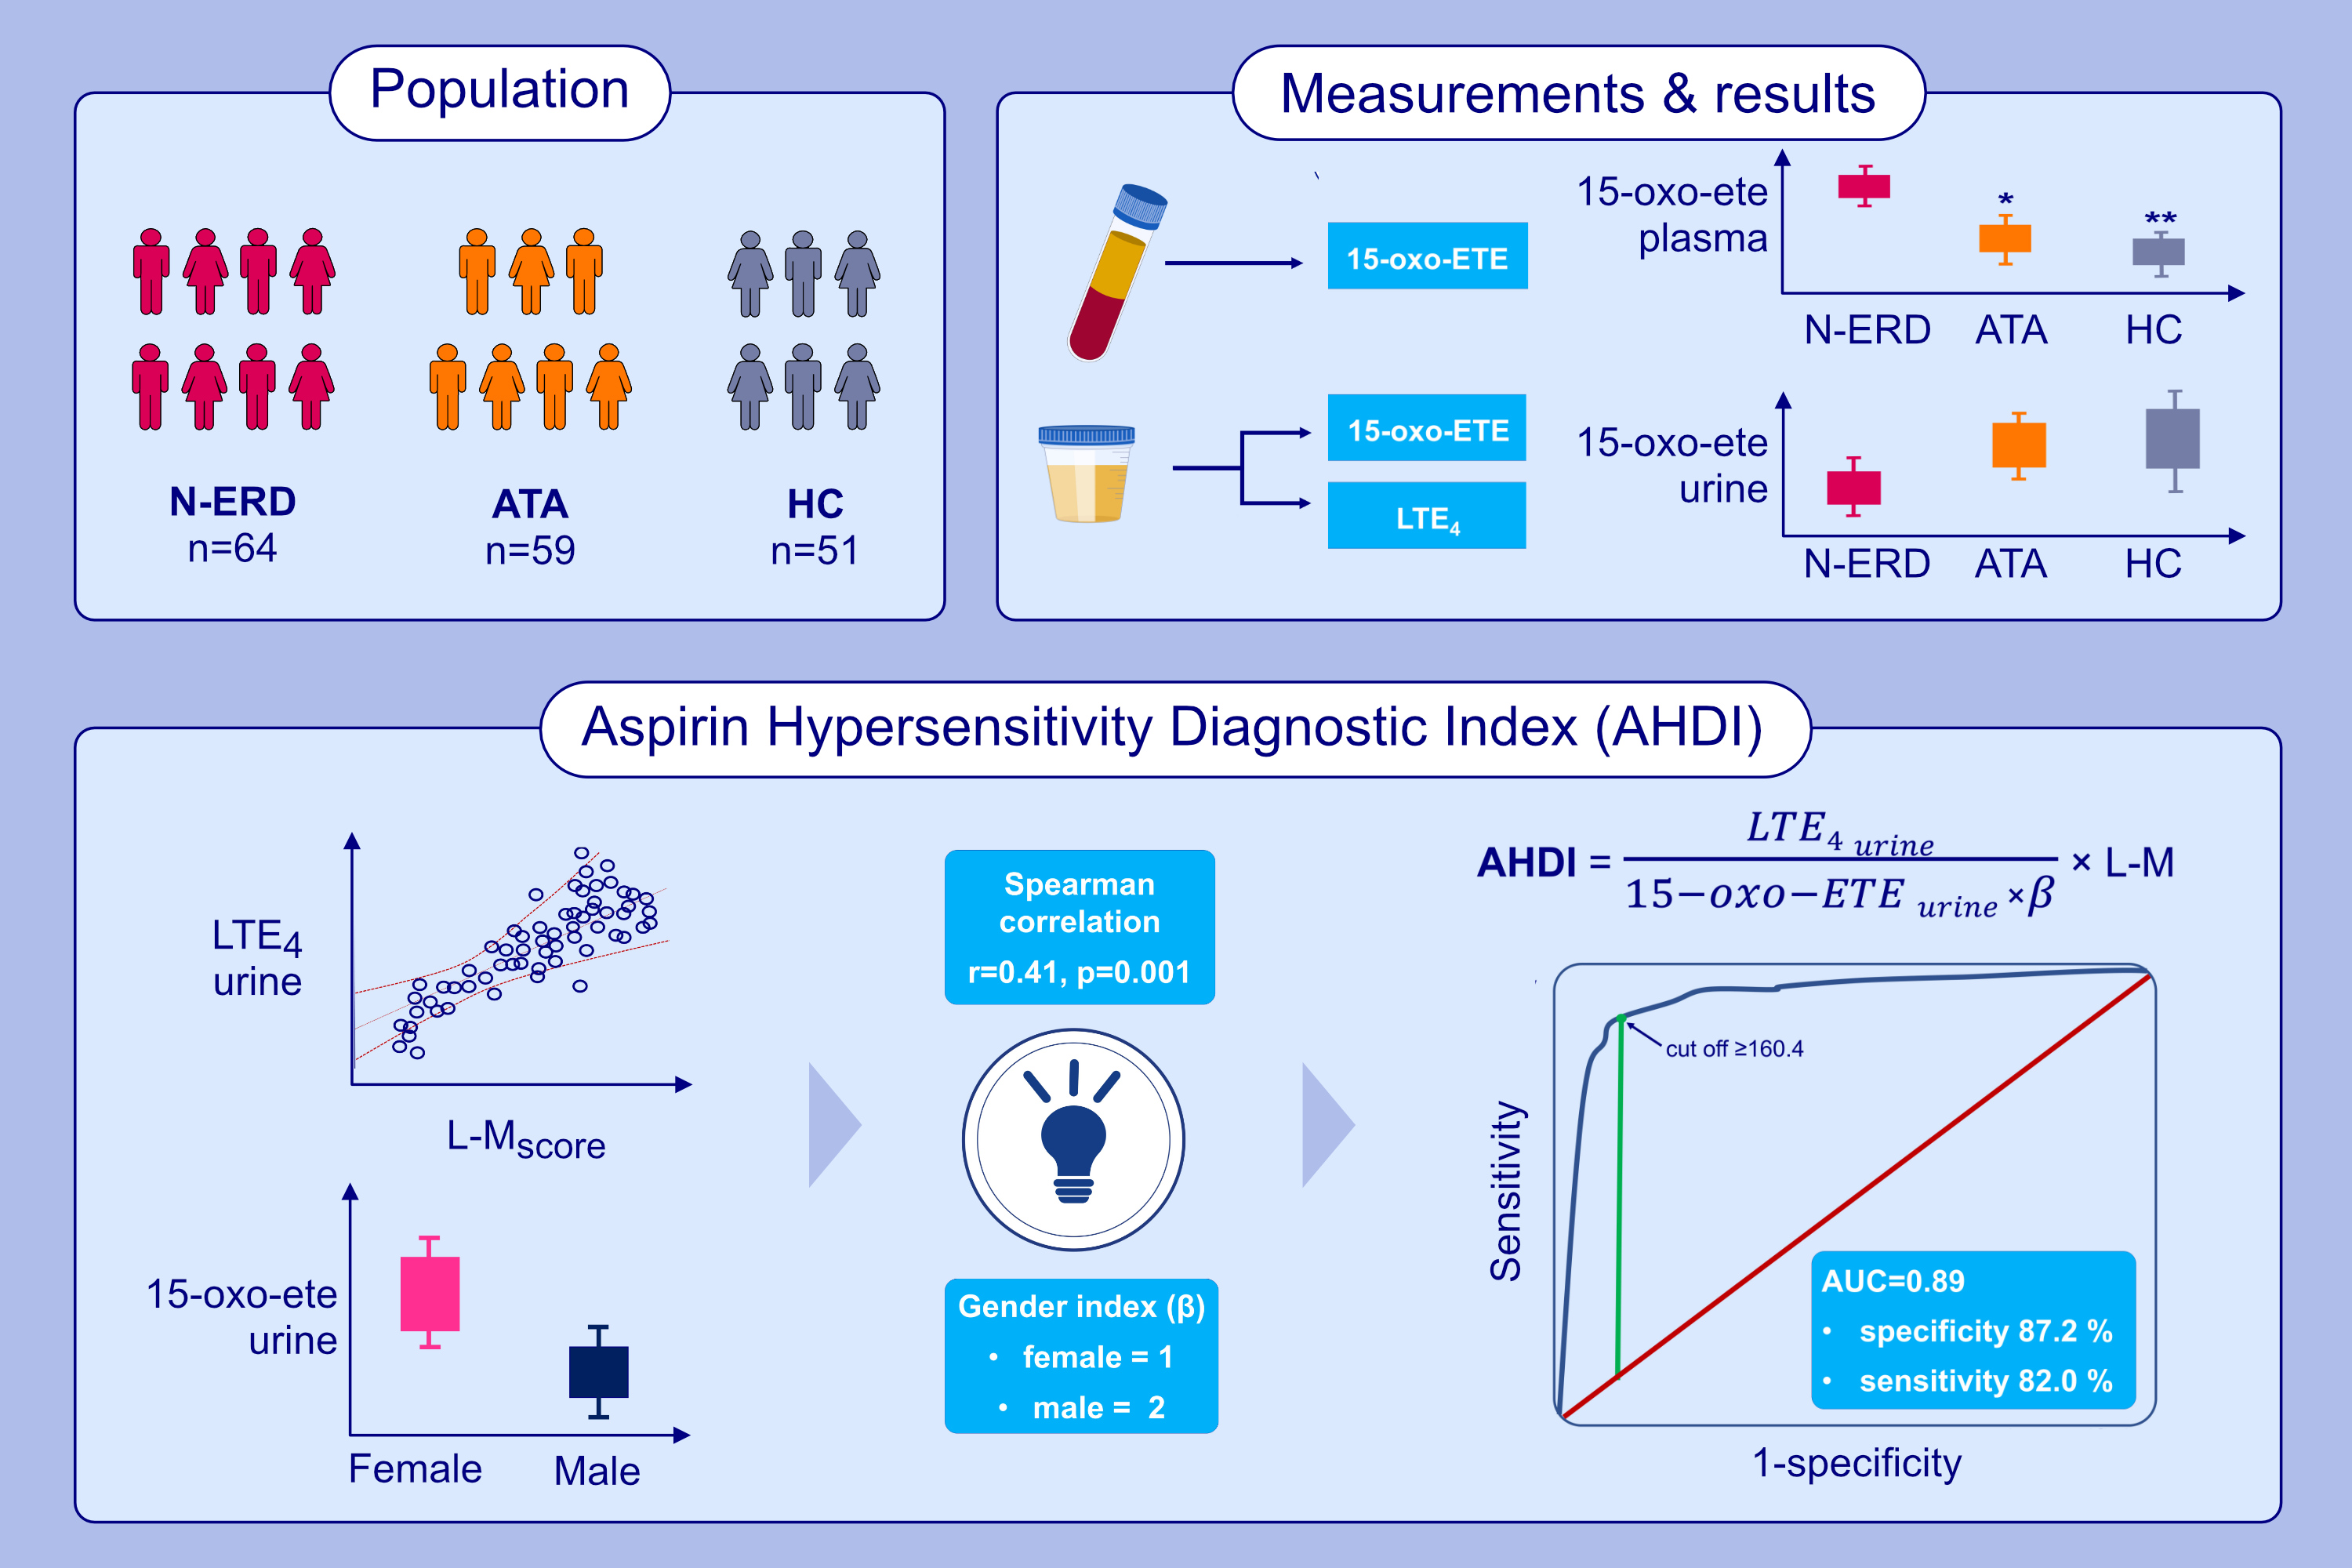 Population
N-ERD
n=64
ATA
n=59
HC
n=51
Measurements & results
15-oxo-ETE
15-oxo-ETE
LTE4
15-oxo-ete
plasma
*
**
N-ERD ATA HC
15-oxo-ete
urine
N-ERD ATA HC
Aspirin Hypersensitivity Diagnostic Index (AHDI)
LTE4
urine
L-Mscore
15-oxo-ete
urine
Female Male
Spearman
correlation
r=0.41, p=0.001
Gender index (β)
• female = 1
• male = 2
AHDI = LTE4 urine / 15−oxo−ETE urine ×β × L-M
cut off ≥160.4
Sensitivity
AUC=0.89
• specificity 87.2 %
• sensitivity 82.0 %
1-specificity